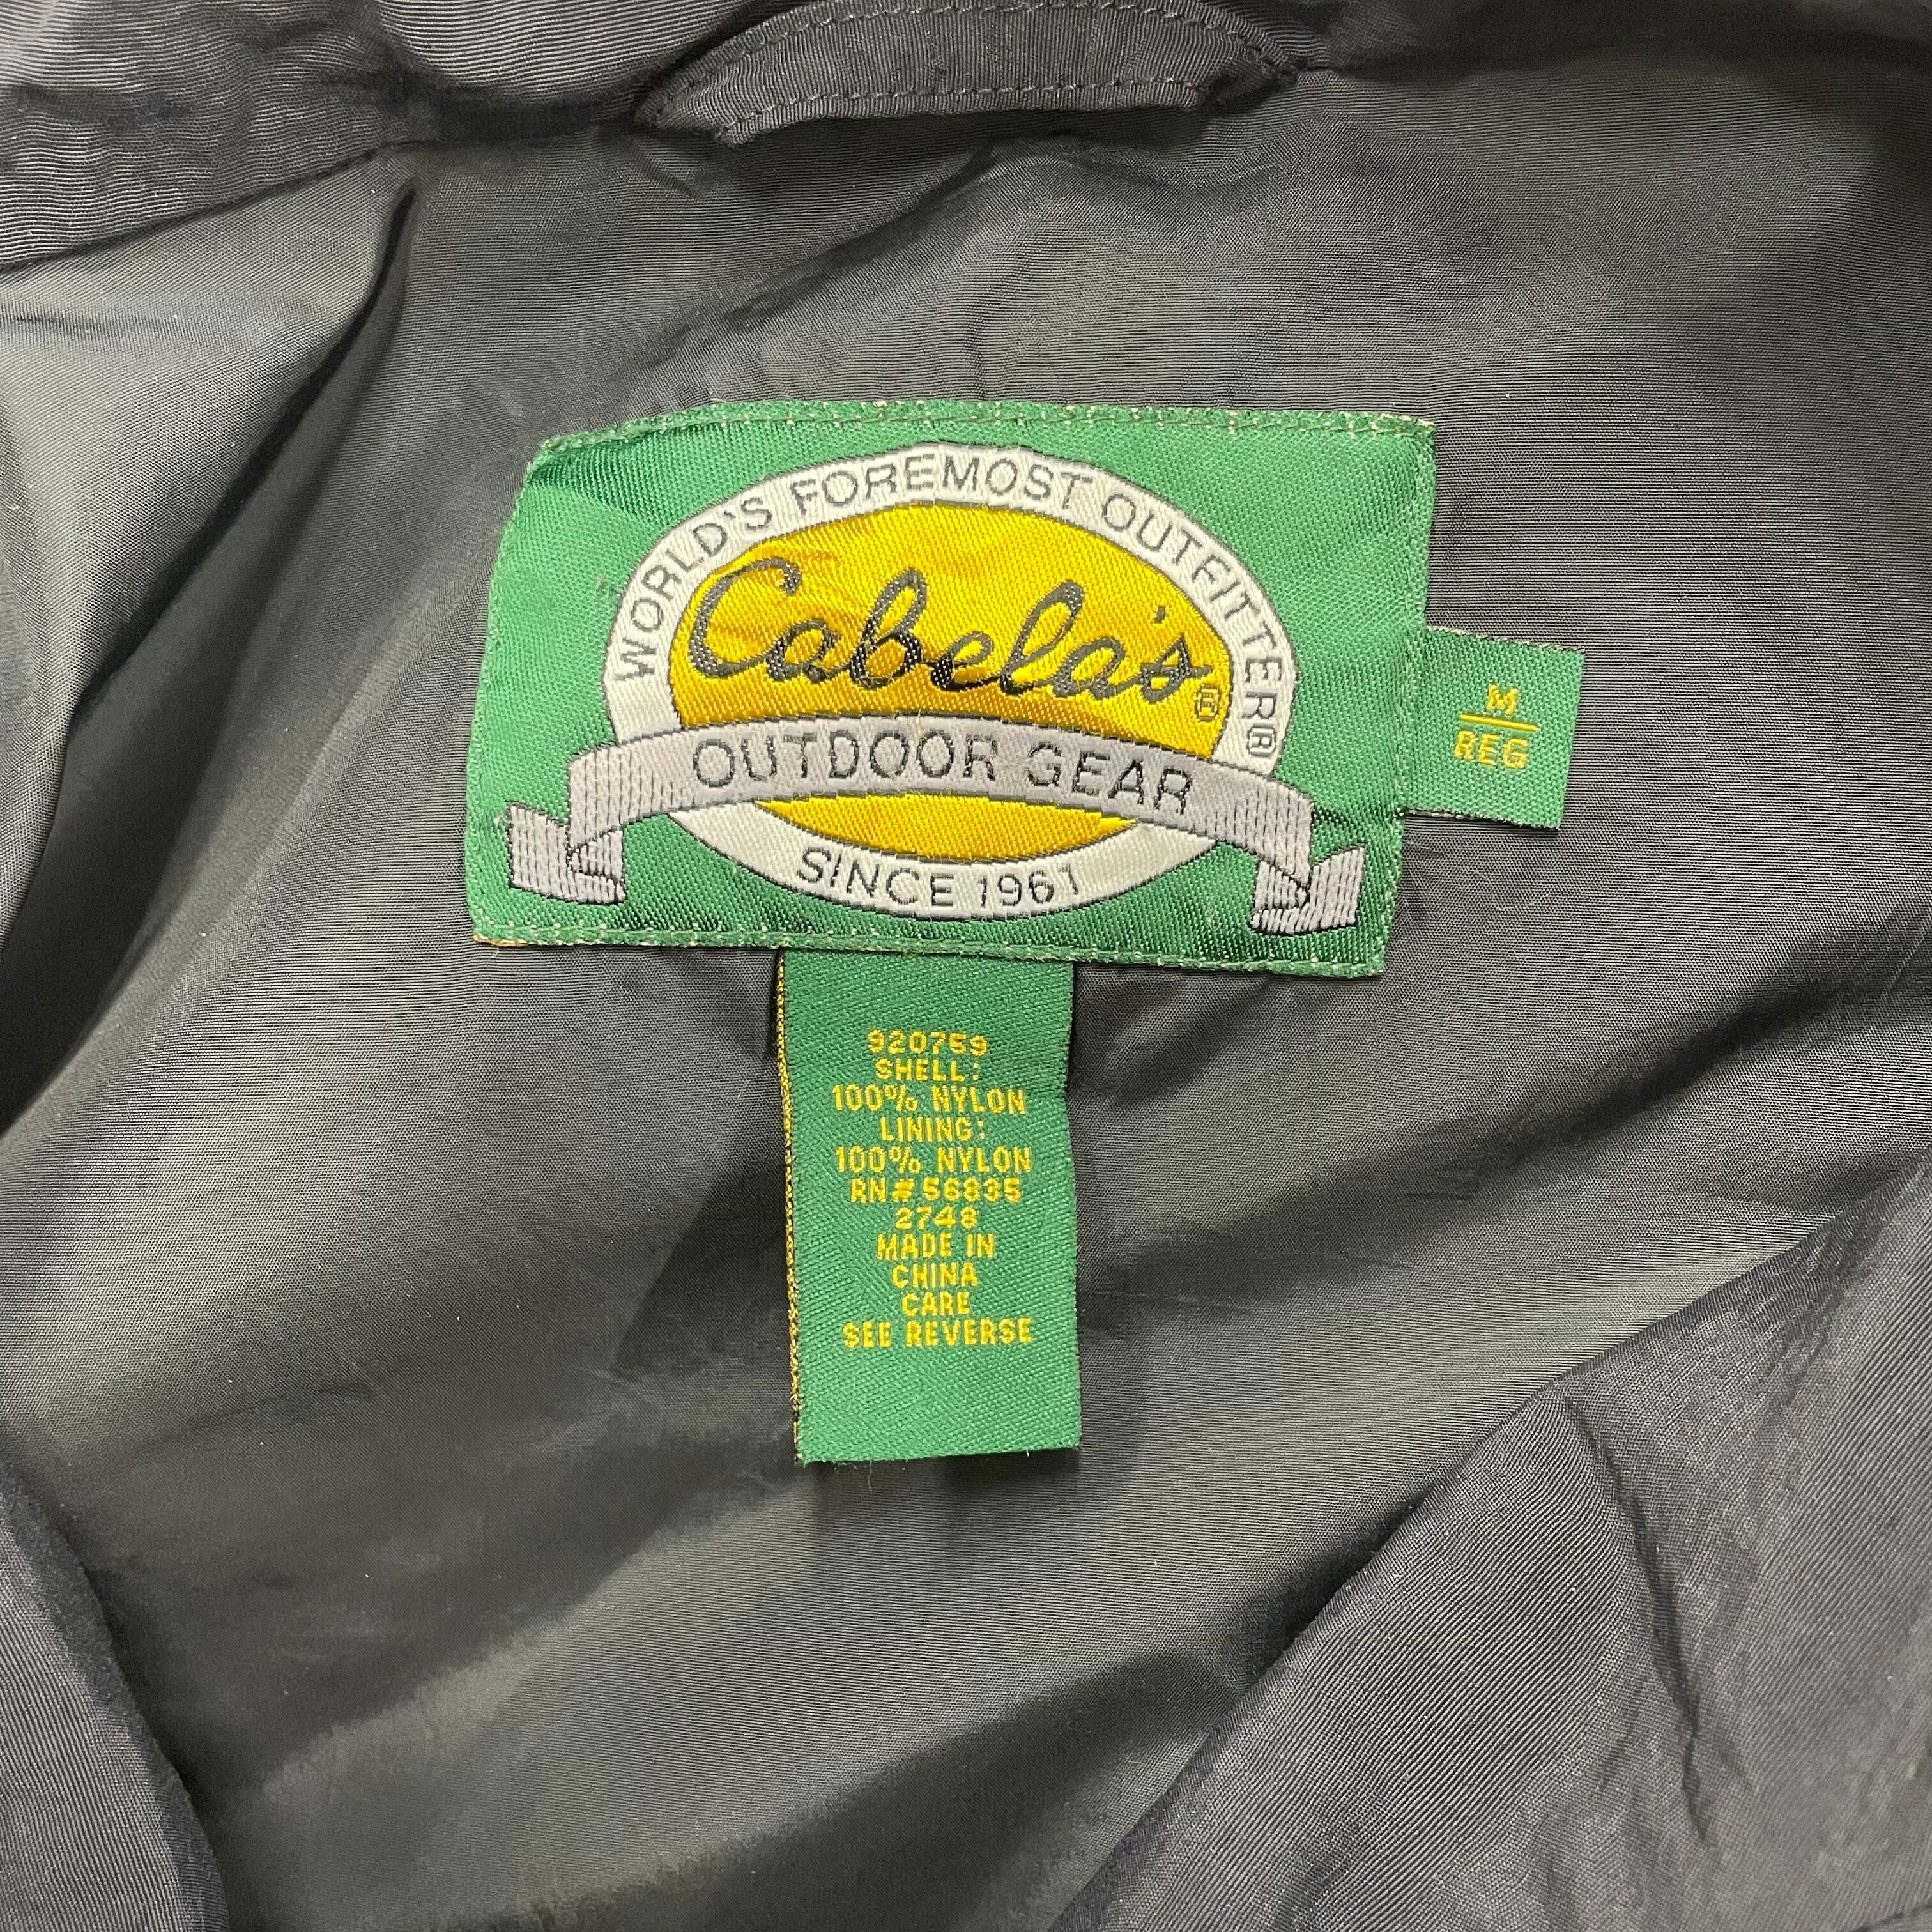 WORLD'S FOREMOST OUTFITTER®
Cabela's®
OUTDOOR GEAR
SINCE 1961
M
REG
920759
SHELL:
100% NYLON
LINING:
100% NYLON
RN# 56835
2748
MADE IN
CHINA
CARE
SEE REVERSE